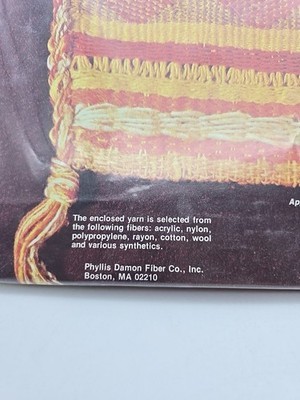 Ap
The enclosed yarn is selected from
the following fibers: acrylic, nylon,
polypropylene, rayon, cotton, wool
and various synthetics.
Phyllis Damon Fiber Co., Inc.
Boston, MA 02210